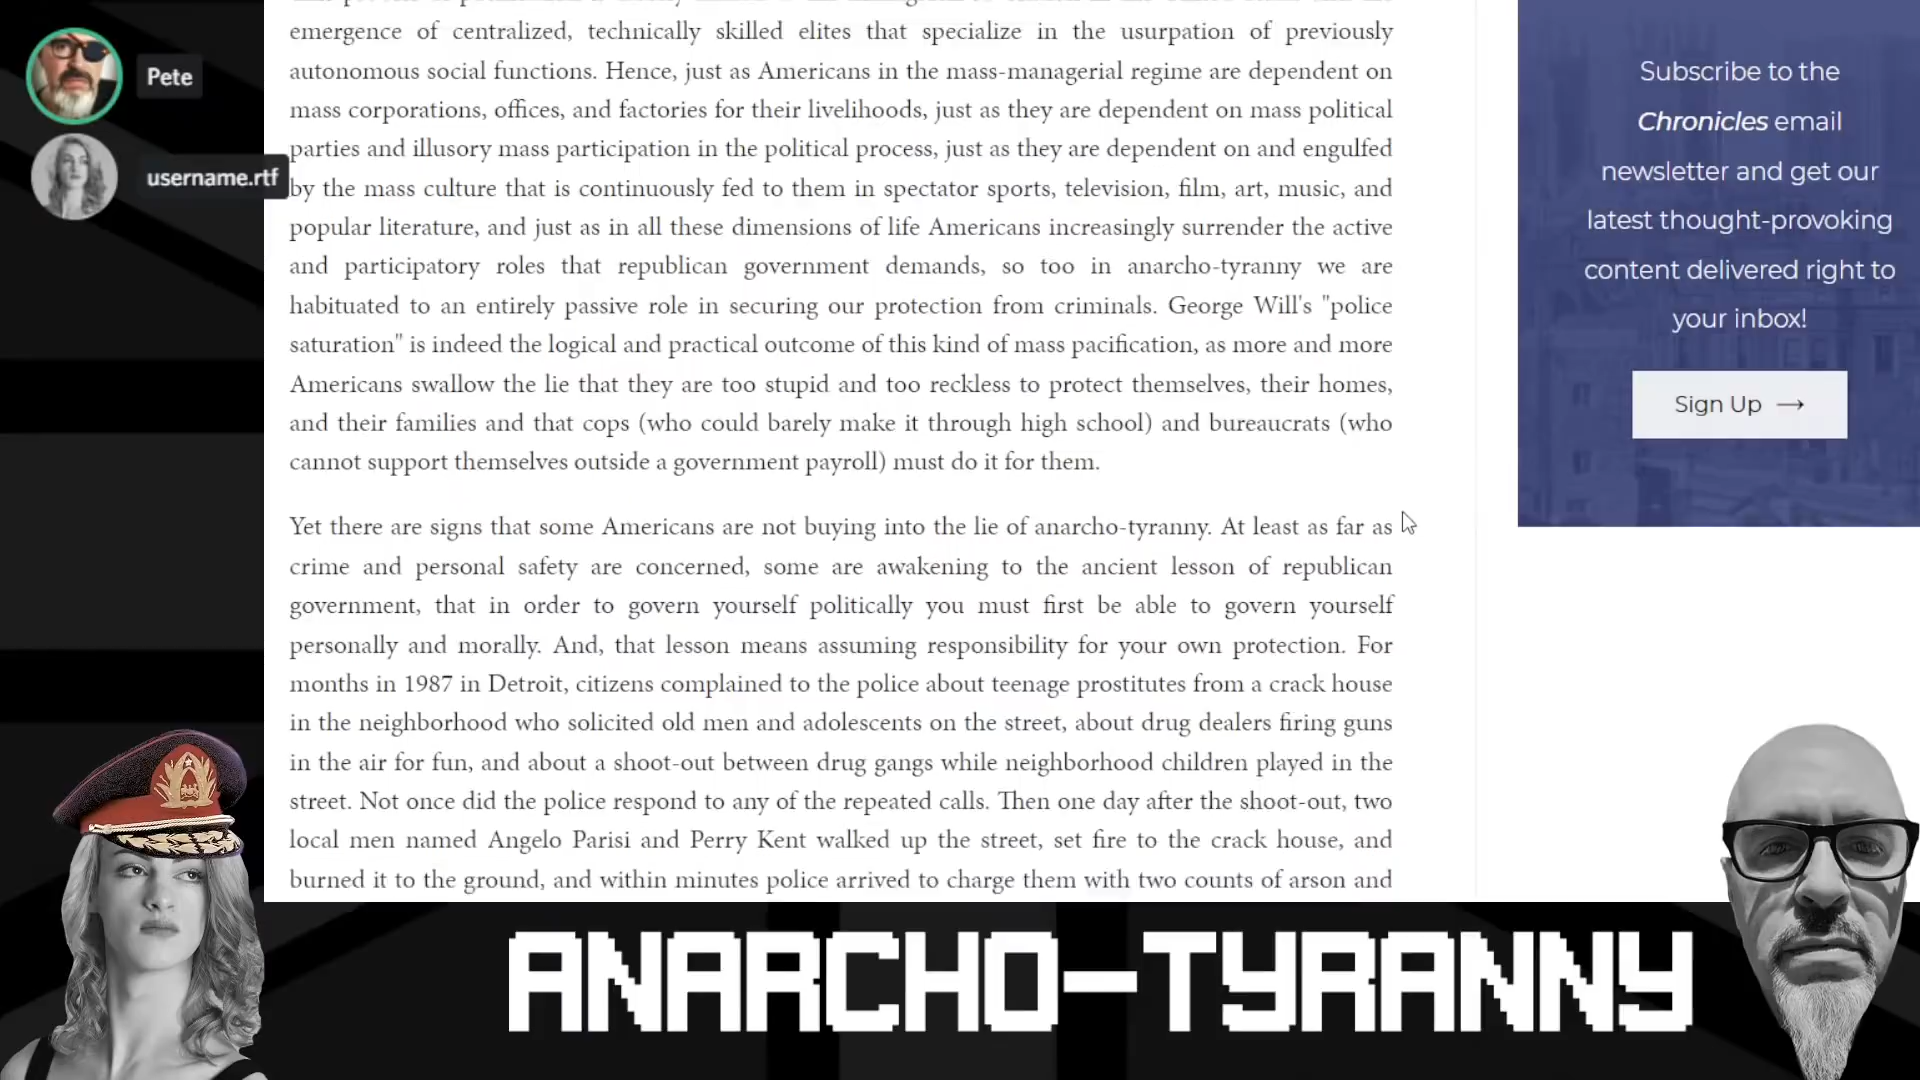 Pete
username.rtf
emergence of centralized, technically skilled elites that specialize in the usurpation of previously
autonomous social functions. Hence, just as Americans in the mass-managerial regime are dependent on
mass corporations, offices, and factories for their livelihoods, just as they are dependent on mass political
parties and illusory mass participation in the political process, just as they are dependent on and engulfed
by the mass culture that is continuously fed to them in spectator sports, television, film, art, music, and
popular literature, and just as in all these dimensions of life Americans increasingly surrender the active
and participatory roles that republican government demands, so too in anarcho-tyranny we are
habituated to an entirely passive role in securing our protection from criminals. George Will's "police
saturation" is indeed the logical and practical outcome of this kind of mass pacification, as more and more
Americans swallow the lie that they are too stupid and too reckless to protect themselves, their homes,
and their families and that cops (who could barely make it through high school) and bureaucrats (who
cannot support themselves outside a government payroll) must do it for them.
Yet there are signs that some Americans are not buying into the lie of anarcho-tyranny. At least as far as
crime and personal safety are concerned, some are awakening to the ancient lesson of republican
government, that in order to govern yourself politically you must first be able to govern yourself
personally and morally. And, that lesson means assuming responsibility for your own protection. For
months in 1987 in Detroit, citizens complained to the police about teenage prostitutes from a crack house
in the neighborhood who solicited old men and adolescents on the street, about drug dealers firing guns
in the air for fun, and about a shoot-out between drug gangs while neighborhood children played in the
street. Not once did the police respond to any of the repeated calls. Then one day after the shoot-out, two
local men named Angelo Parisi and Perry Kent walked up the street, set fire to the crack house, and
burned it to the ground, and within minutes police arrived to charge them with two counts of arson and
Subscribe to the
Chronicles email
newsletter and get our
latest thought-provoking
content delivered right to
your inbox!
Sign Up →
ANARCHO-TYRANNY